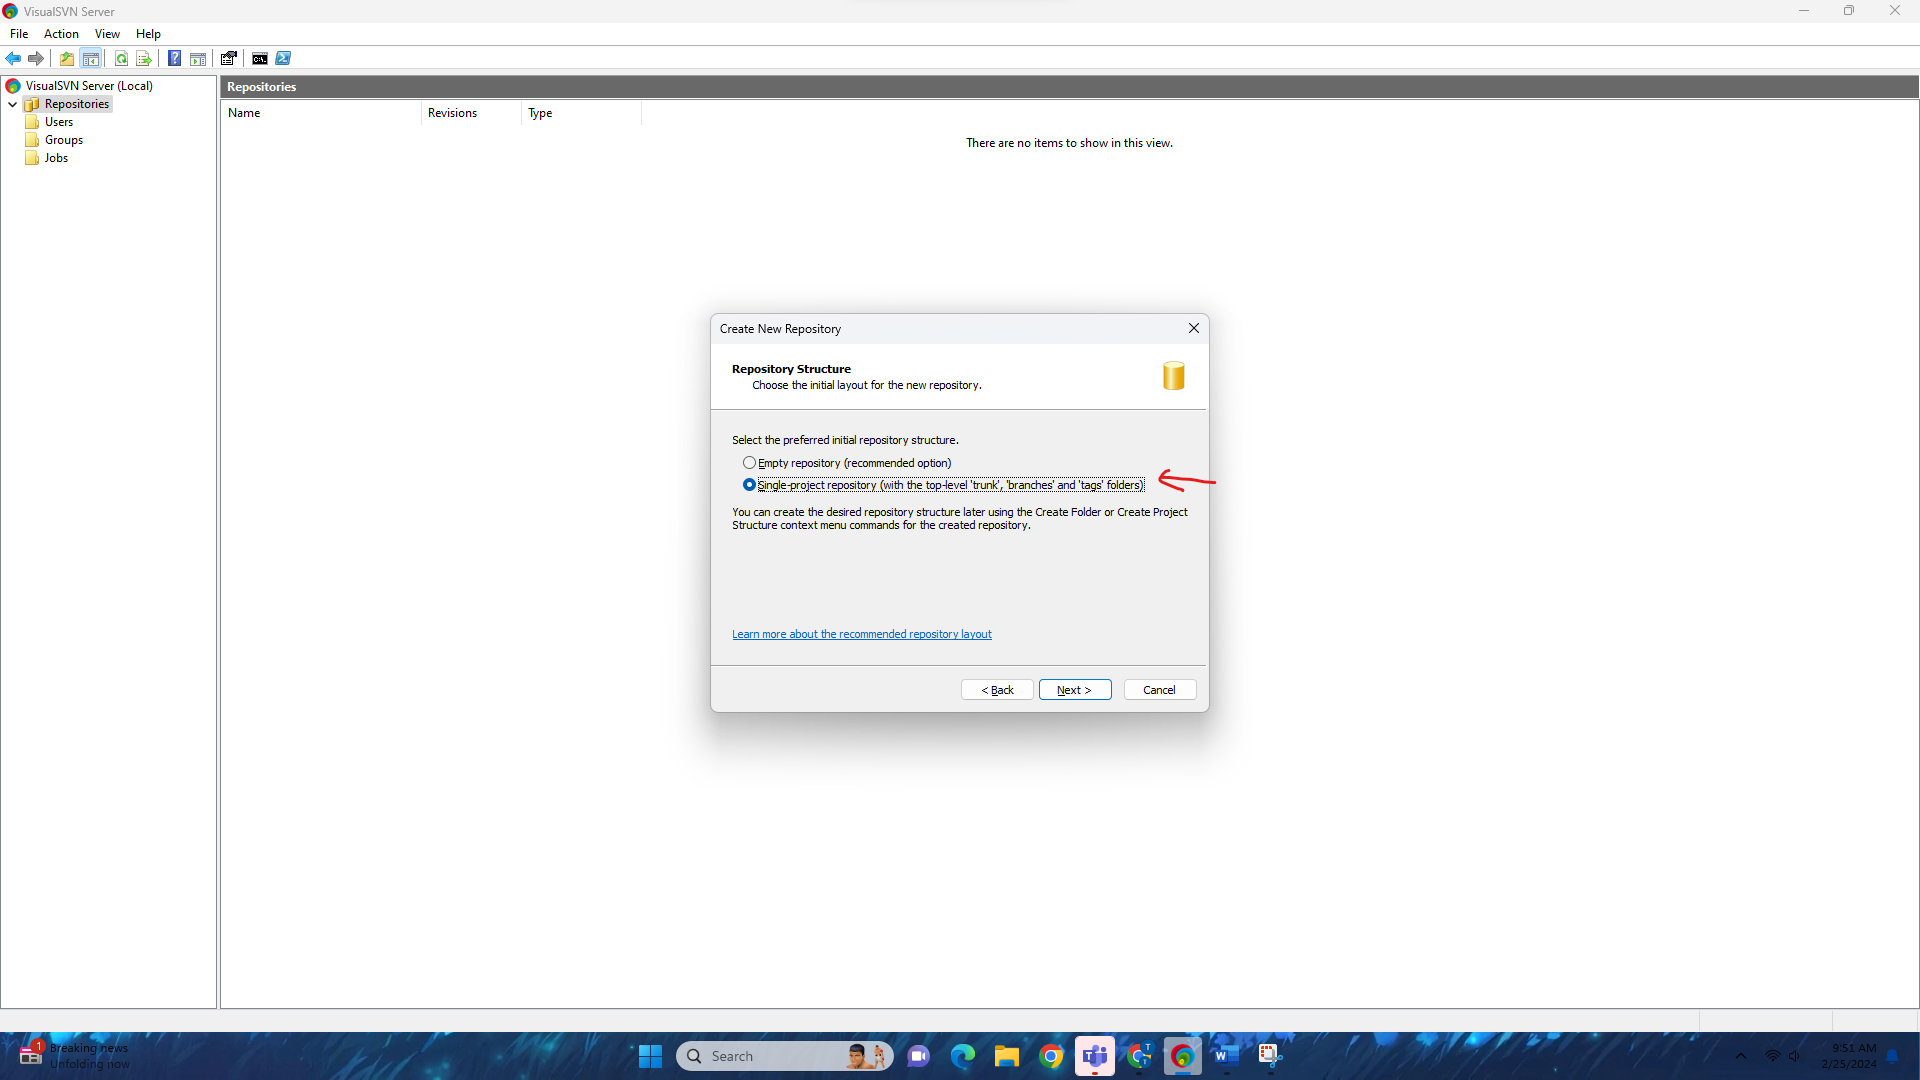 VisualSVN Server
File Action View Help
VisualSVN Server (Local)
Repositories
Users
Groups
Jobs
Repositories
Name Revisions Type
There are no items to show in this view.
Create New Repository
Repository Structure
Choose the initial layout for the new repository.
Select the preferred initial repository structure.
Empty repository (recommended option)
Single-project repository (with the top-level 'trunk', 'branches' and 'tags' folders)
You can create the desired repository structure later using the Create Folder or Create Project
Structure context menu commands for the created repository.
Learn more about the recommended repository layout
< Back Next > Cancel
1
Breaking news
Unfolding now
Search
T
W
9:51 AM
2/25/2024